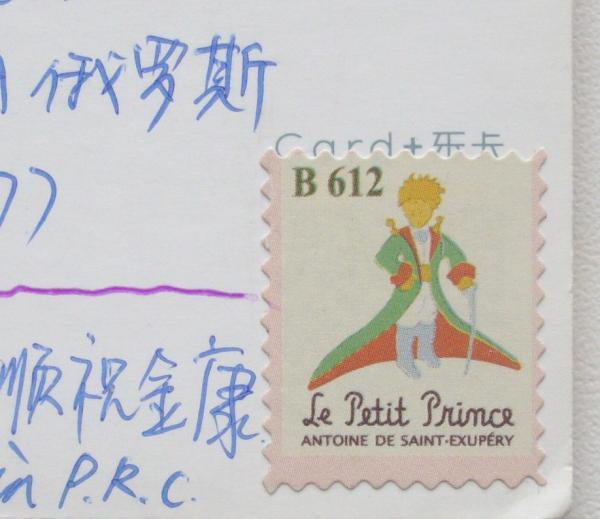 俄罗斯
Card+
B 612
顺祝金康
P.R.C.
Le Petit Prince
ANTOINE DE SAINT-EXUPÉRY